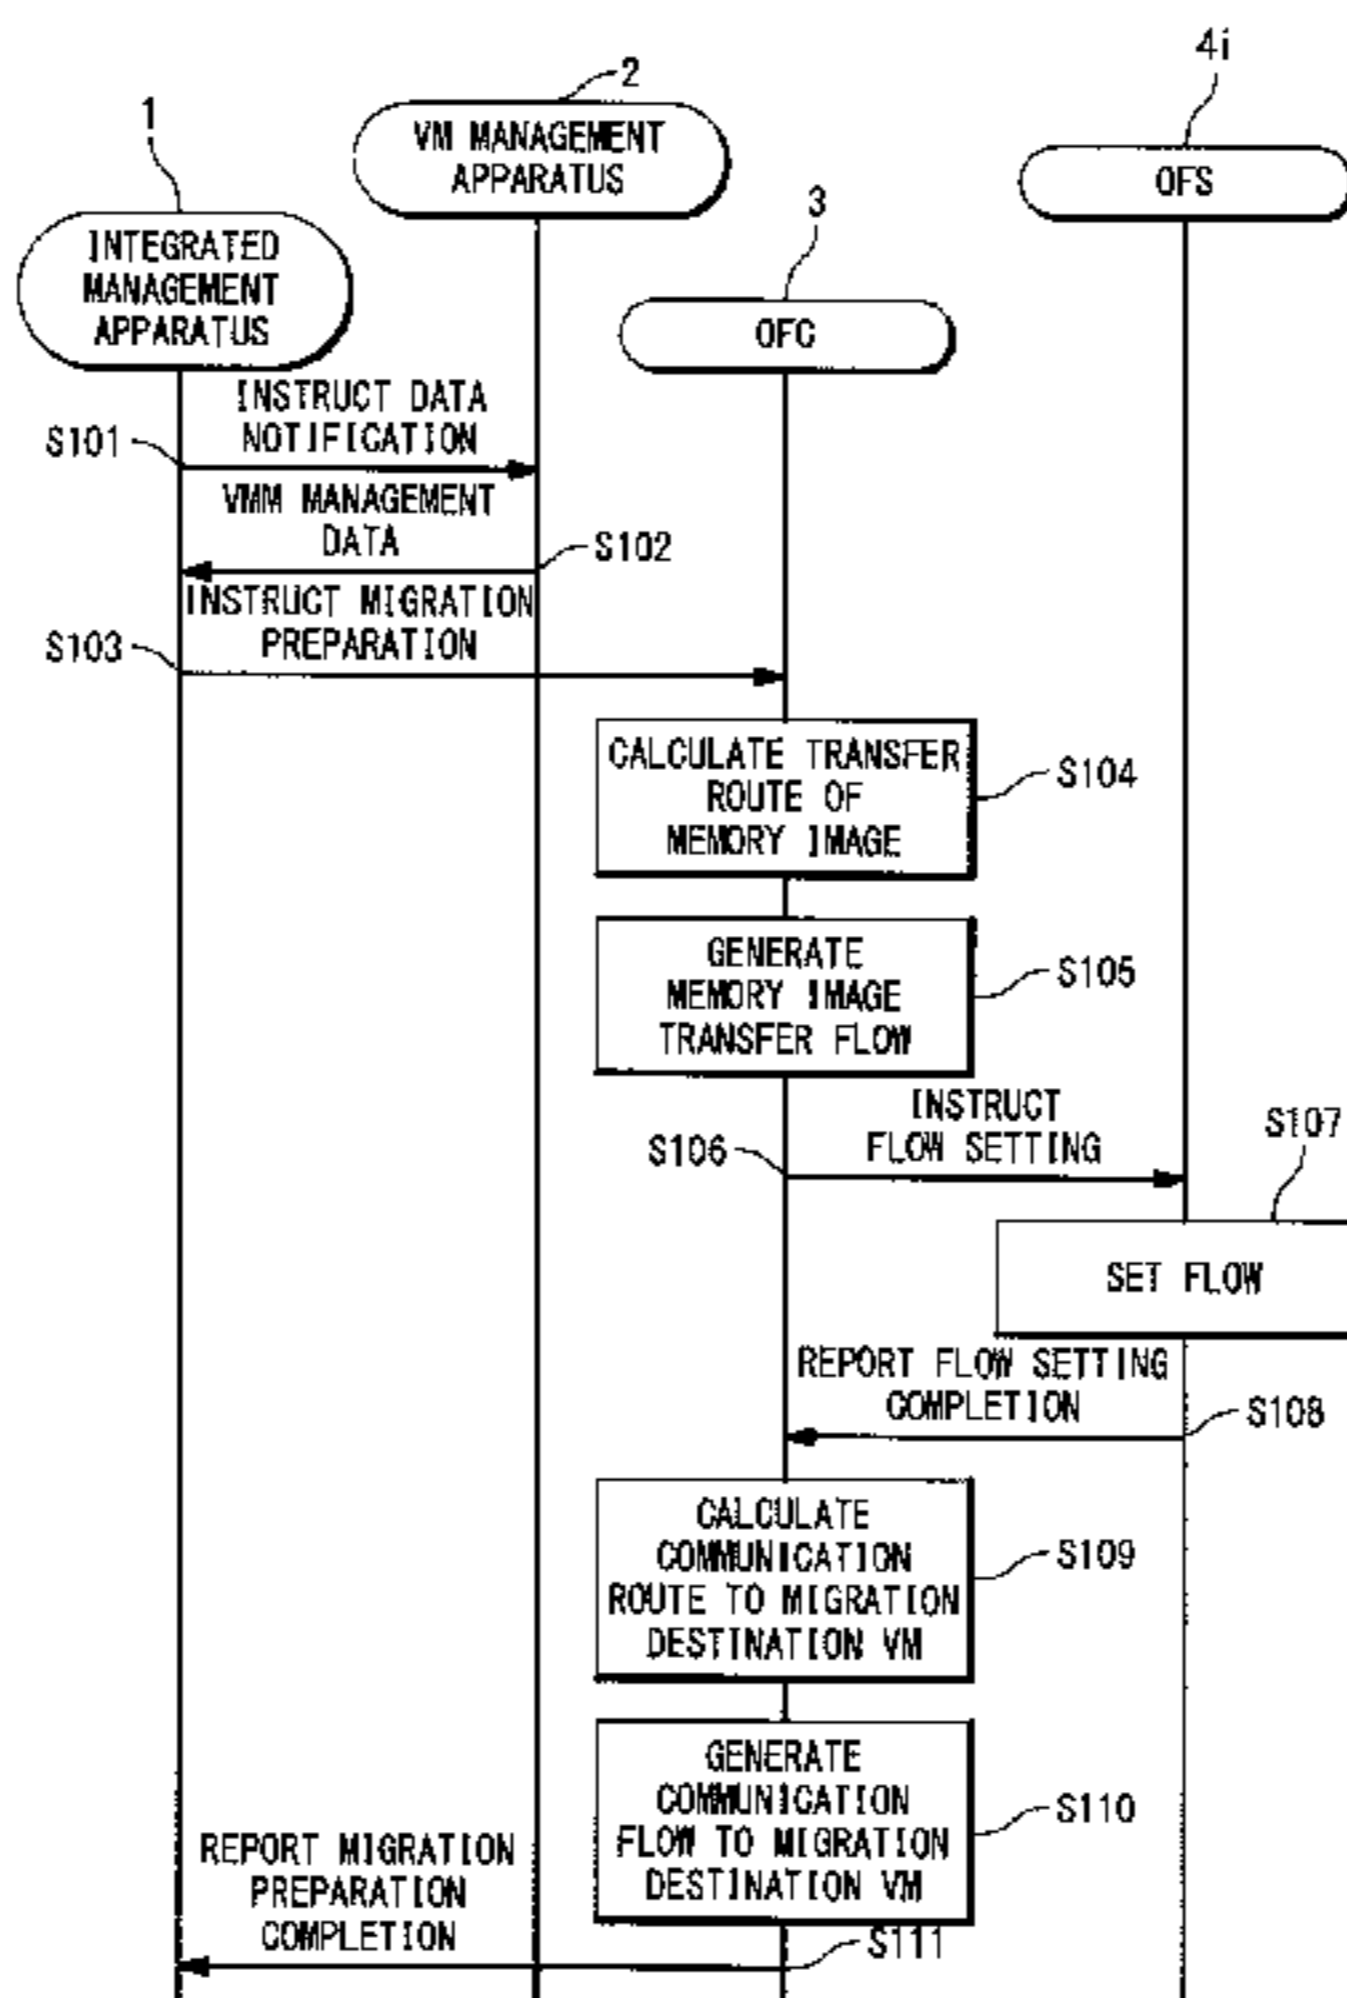 1
2
3
4i
INTEGRATED
MANAGEMENT
APPARATUS
VM MANAGEMENT
APPARATUS
OFC
OFS
S101
INSTRUCT DATA
NOTIFICATION
VMM MANAGEMENT
DATA
S102
INSTRUCT MIGRATION
PREPARATION
S103
CALCULATE TRANSFER
ROUTE OF
MEMORY IMAGE
S104
GENERATE
MEMORY IMAGE
TRANSFER FLOW
S105
INSTRUCT
FLOW SETTING
S106
S107
SET FLOW
REPORT FLOW SETTING
COMPLETION
S108
CALCULATE
COMMUNICATION
ROUTE TO MIGRATION
DESTINATION VM
S109
GENERATE
COMMUNICATION
FLOW TO MIGRATION
DESTINATION VM
S110
REPORT MIGRATION
PREPARATION
COMPLETION
S111